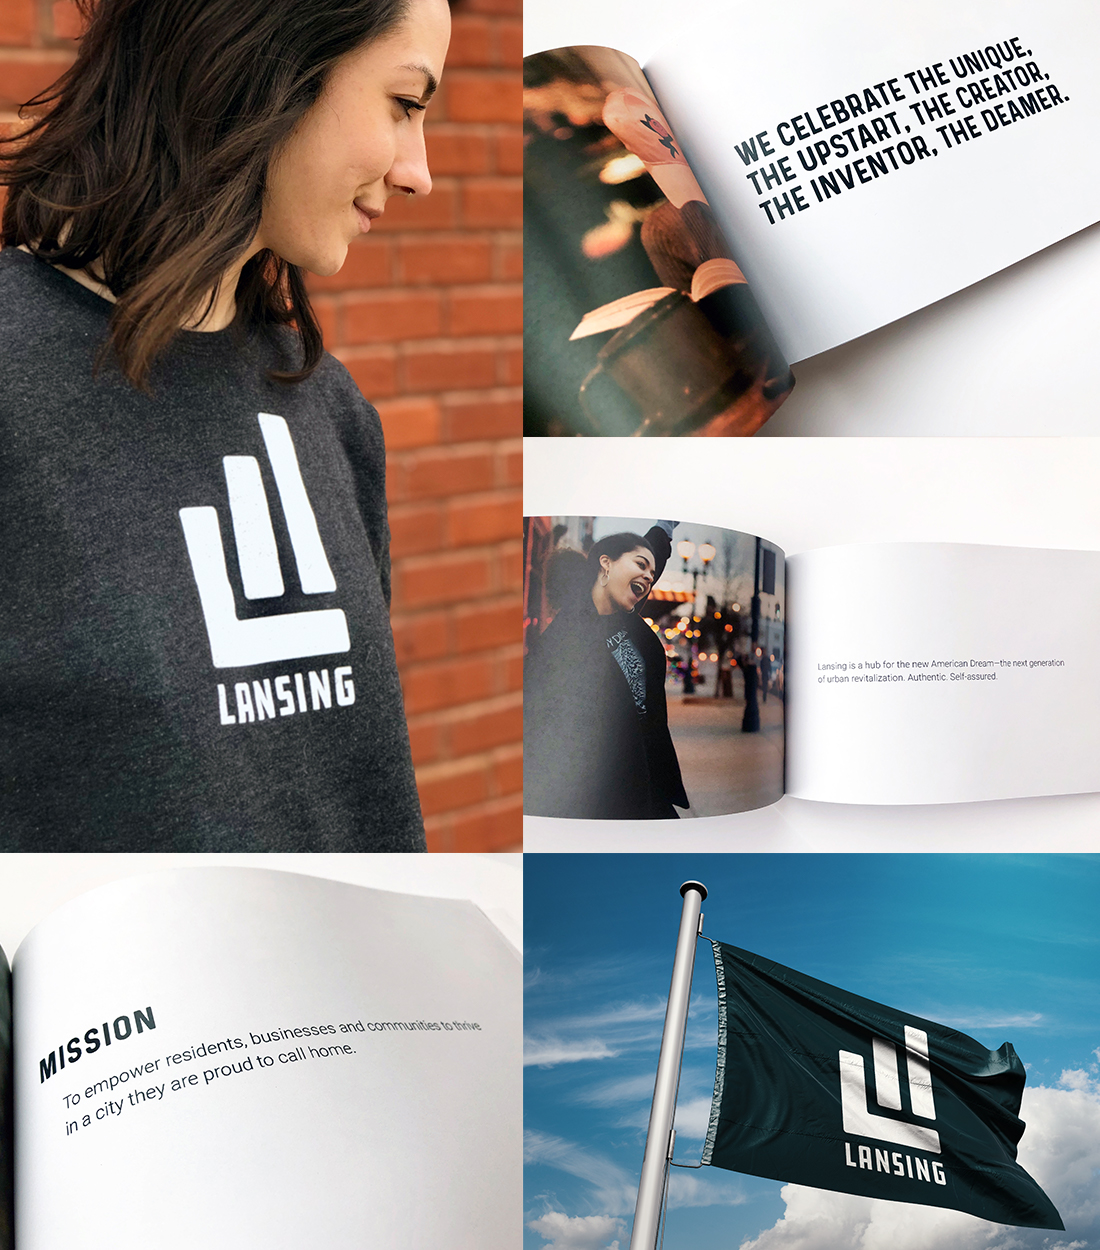 LANSING
WE CELEBRATE THE UNIQUE,
THE UPSTART, THE CREATOR,
THE INVENTOR, THE DEAMER.
Lansing is a hub for the new American Dream—the next generation
of urban revitalization. Authentic. Self-assured.
MISSION
To empower residents, businesses and communities to thrive
in a city they are proud to call home.
LANSING